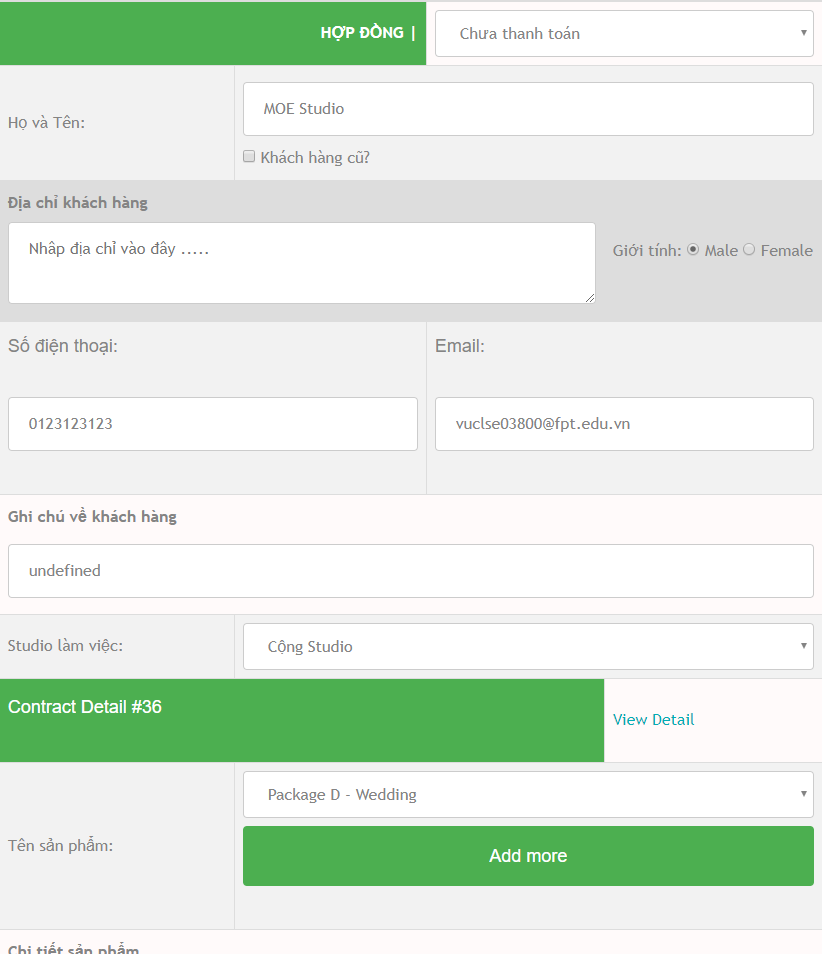 HỢP ĐỒNG |
Chưa thanh toán
Họ và Tên:
MOE Studio
Khách hàng cũ?
Địa chỉ khách hàng
Nhâp địa chỉ vào đây .....
Giới tính: Male Female
Số điện thoại:
Email:
0123123123
vuclse03800@fpt.edu.vn
Ghi chú về khách hàng
undefined
Studio làm việc:
Cộng Studio
Contract Detail #36
View Detail
Tên sản phẩm:
Package D - Wedding
Add more
Chi tiết sản phẩm